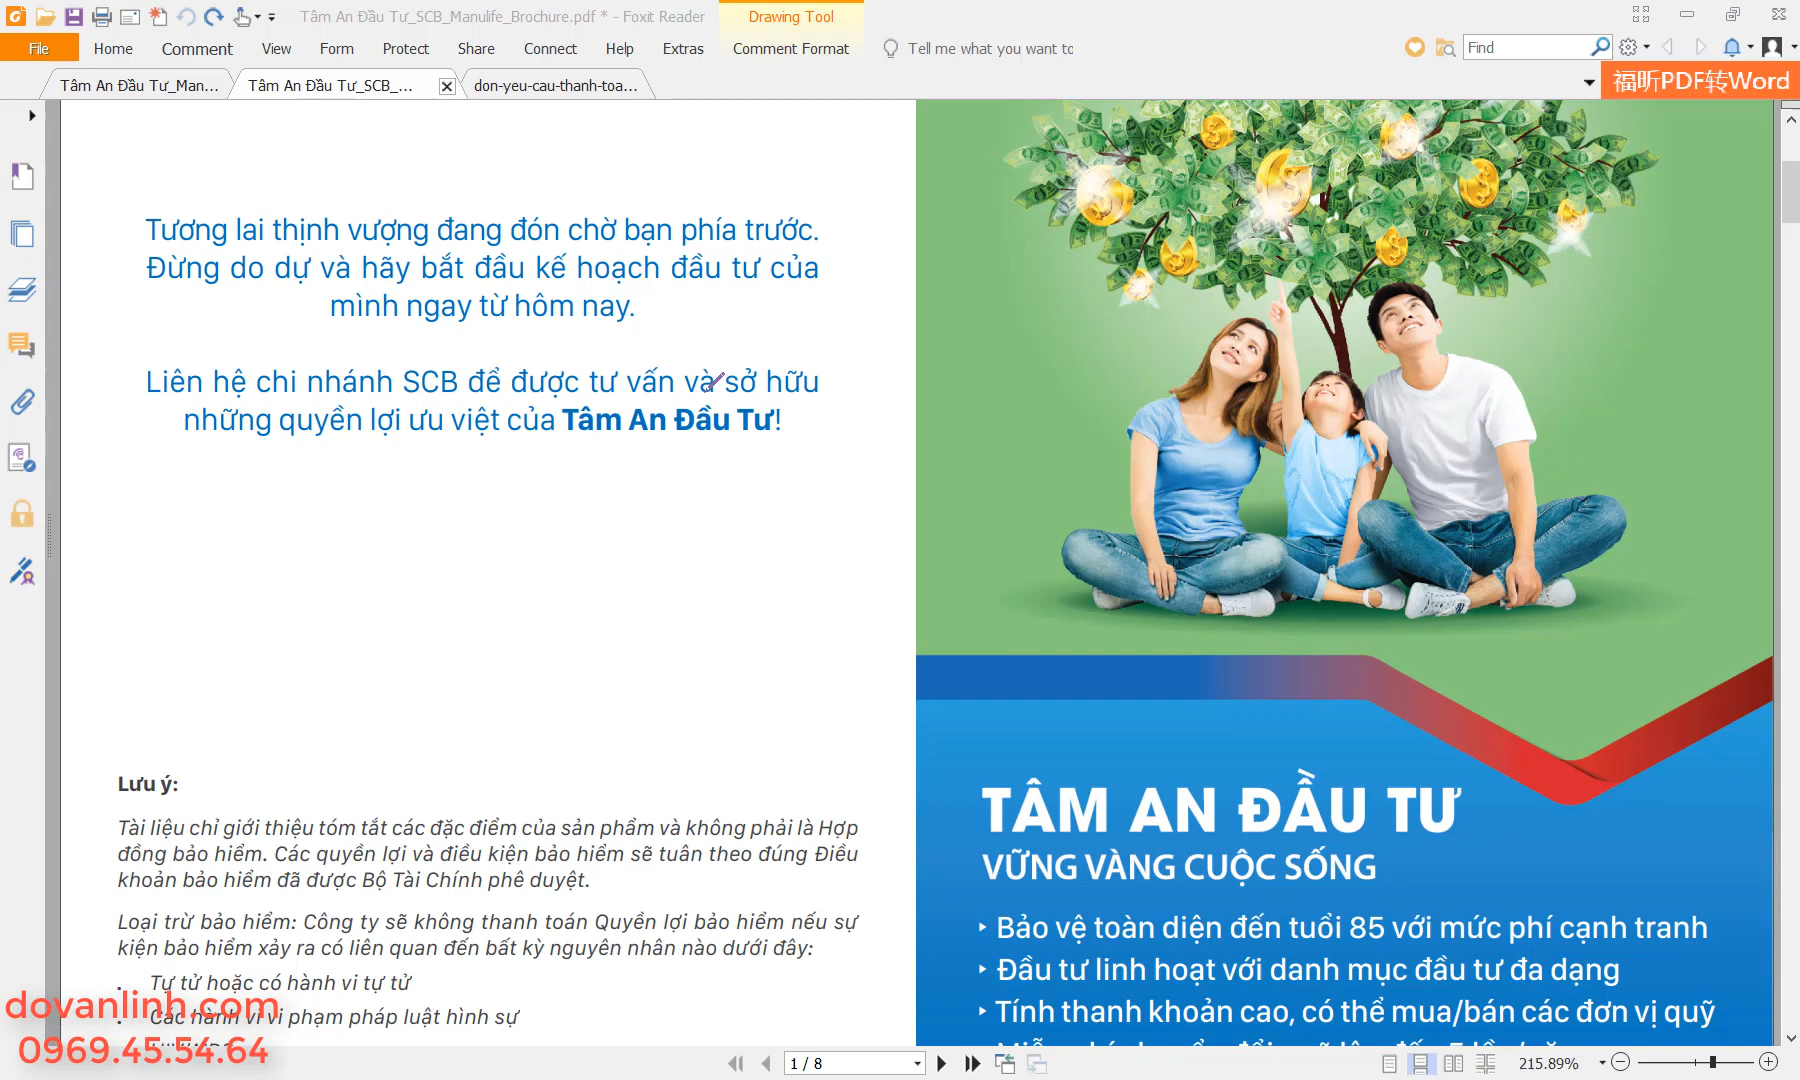 Tâm An Đầu Tư_SCB_Manulife_Brochure.pdf * - Foxit Reader
Drawing Tool
File
Home
Comment
View
Form
Protect
Share
Connect
Help
Extras
Comment Format
Tell me what you want to
Find
Tâm An Đầu Tư_Man...
Tâm An Đầu Tư_SCB_...
don-yeu-cau-thanh-toa...
福昕PDF转Word
Tương lai thịnh vượng đang đón chờ bạn phía trước.
Đừng do dự và hãy bắt đầu kế hoạch đầu tư của
mình ngay từ hôm nay.
Liên hệ chi nhánh SCB để được tư vấn và sở hữu
những quyền lợi ưu việt của Tâm An Đầu Tư!
Lưu ý:
Tài liệu chỉ giới thiệu tóm tắt các đặc điểm của sản phẩm và không phải là Hợp
đồng bảo hiểm. Các quyền lợi và điều kiện bảo hiểm sẽ tuân theo đúng Điều
khoản bảo hiểm đã được Bộ Tài Chính phê duyệt.
Loại trừ bảo hiểm: Công ty sẽ không thanh toán Quyền lợi bảo hiểm nếu sự
kiện bảo hiểm xảy ra có liên quan đến bất kỳ nguyên nhân nào dưới đây:
• Tự tử hoặc có hành vi tự tử
• Các hành vi vi phạm pháp luật hình sự
dovanlinh.com
0969.45.54.64
TÂM AN ĐẦU TƯ
VỮNG VÀNG CUỘC SỐNG
‣ Bảo vệ toàn diện đến tuổi 85 với mức phí cạnh tranh
‣ Đầu tư linh hoạt với danh mục đầu tư đa dạng
‣ Tính thanh khoản cao, có thể mua/bán các đơn vị quỹ
1 / 8
215.89%